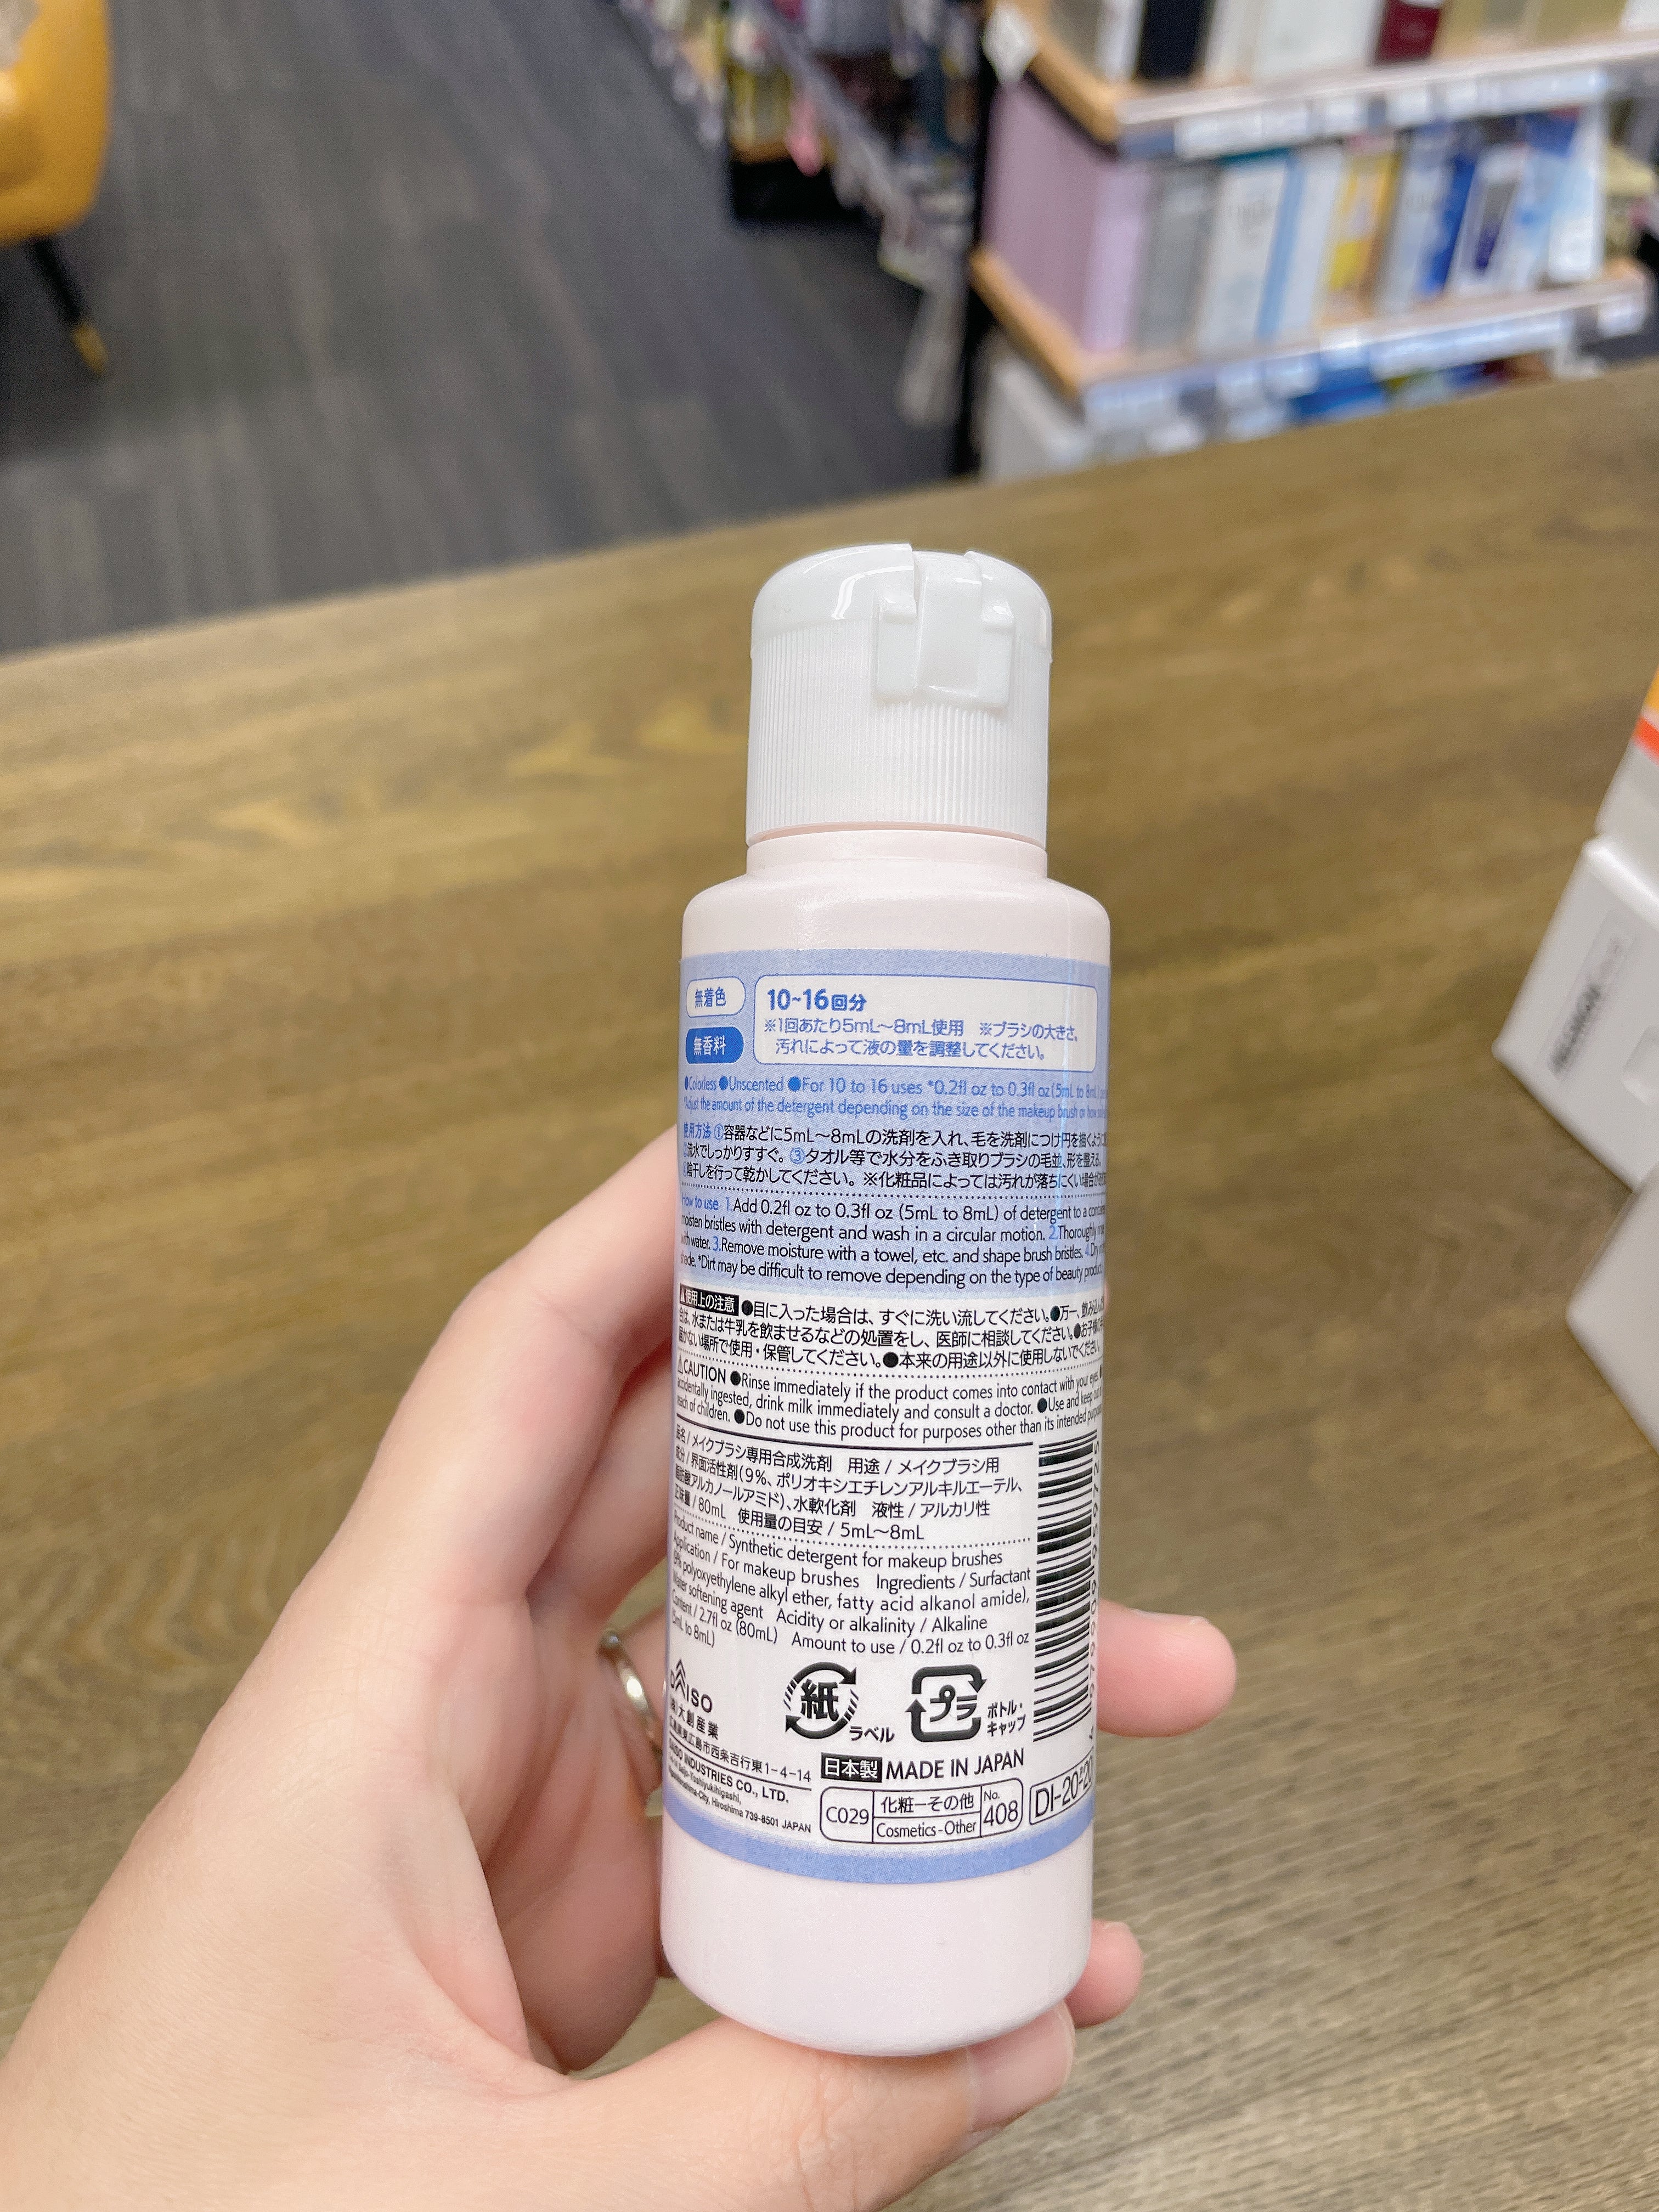 無着色
無香料
10~16回分
※1回あたり5mL〜8mL使用 ※ブラシの大きさ、
汚れによって液の量を調整してください。
●Colorless ●Unscented ●For 10 to 16 uses *0.2fl oz to 0.3fl oz (5mL to 8mL)
*Adjust the amount of the detergent depending on the size of the makeup brush or how
使用方法 ①容器などに5mL〜8mLの洗剤を入れ、毛を洗剤につけ円を描くように
②流水でしっかりすすぐ。③タオル等で水分をふき取りブラシの毛並、形を整える。
④陰干しを行って乾かしてください。 ※化粧品によっては汚れが落ちにくい場合が
How to use 1.Add 0.2fl oz to 0.3fl oz (5mL to 8mL) of detergent to a
moisten bristles with detergent and wash in a circular motion. 2.Thoroughly
with water. 3.Remove moisture with a towel, etc. and shape brush bristles. 4.Dry
shade. *Dirt may be difficult to remove depending on the type of beauty product.
使用上の注意 ●目に入った場合は、すぐに洗い流してください。●万一、飲み込んだ
合は、水または牛乳を飲ませるなどの処置をし、医師に相談してください。●お子様の
届かない場所で使用・保管してください。●本来の用途以外に使用しないでください。
CAUTION ●Rinse immediately if the product comes into contact with your eyes.
accidentally ingested, drink milk immediately and consult a doctor. ●Use and keep out
reach of children. ●Do not use this product for purposes other than its intended
品名 / メイクブラシ専用合成洗剤 用途 / メイクブラシ用
成分 / 界面活性剤(9%、ポリオキシエチレンアルキルエーテル、
脂肪酸アルカノールアミド)、水軟化剤 液性 / アルカリ性
正味量 / 80mL 使用量の目安 / 5mL〜8mL
Product name / Synthetic detergent for makeup brushes
Application / For makeup brushes Ingredients / Surfactant
(9% polyoxyethylene alkyl ether, fatty acid alkanol amide),
Water softening agent Acidity or alkalinity / Alkaline
Content / 2.7fl oz (80mL) Amount to use / 0.2fl oz to 0.3fl oz
(5mL to 8mL)
DAISO
紙
ラベル
プラ
ボトル・
キャップ
(株)大創産業
広島県東広島市西条吉行東1-4-14
DAISO INDUSTRIES CO., LTD.
Hiroshima 739-8501 JAPAN
日本製 MADE IN JAPAN
C029
化粧ーその他
Cosmetics-Other
No.
408